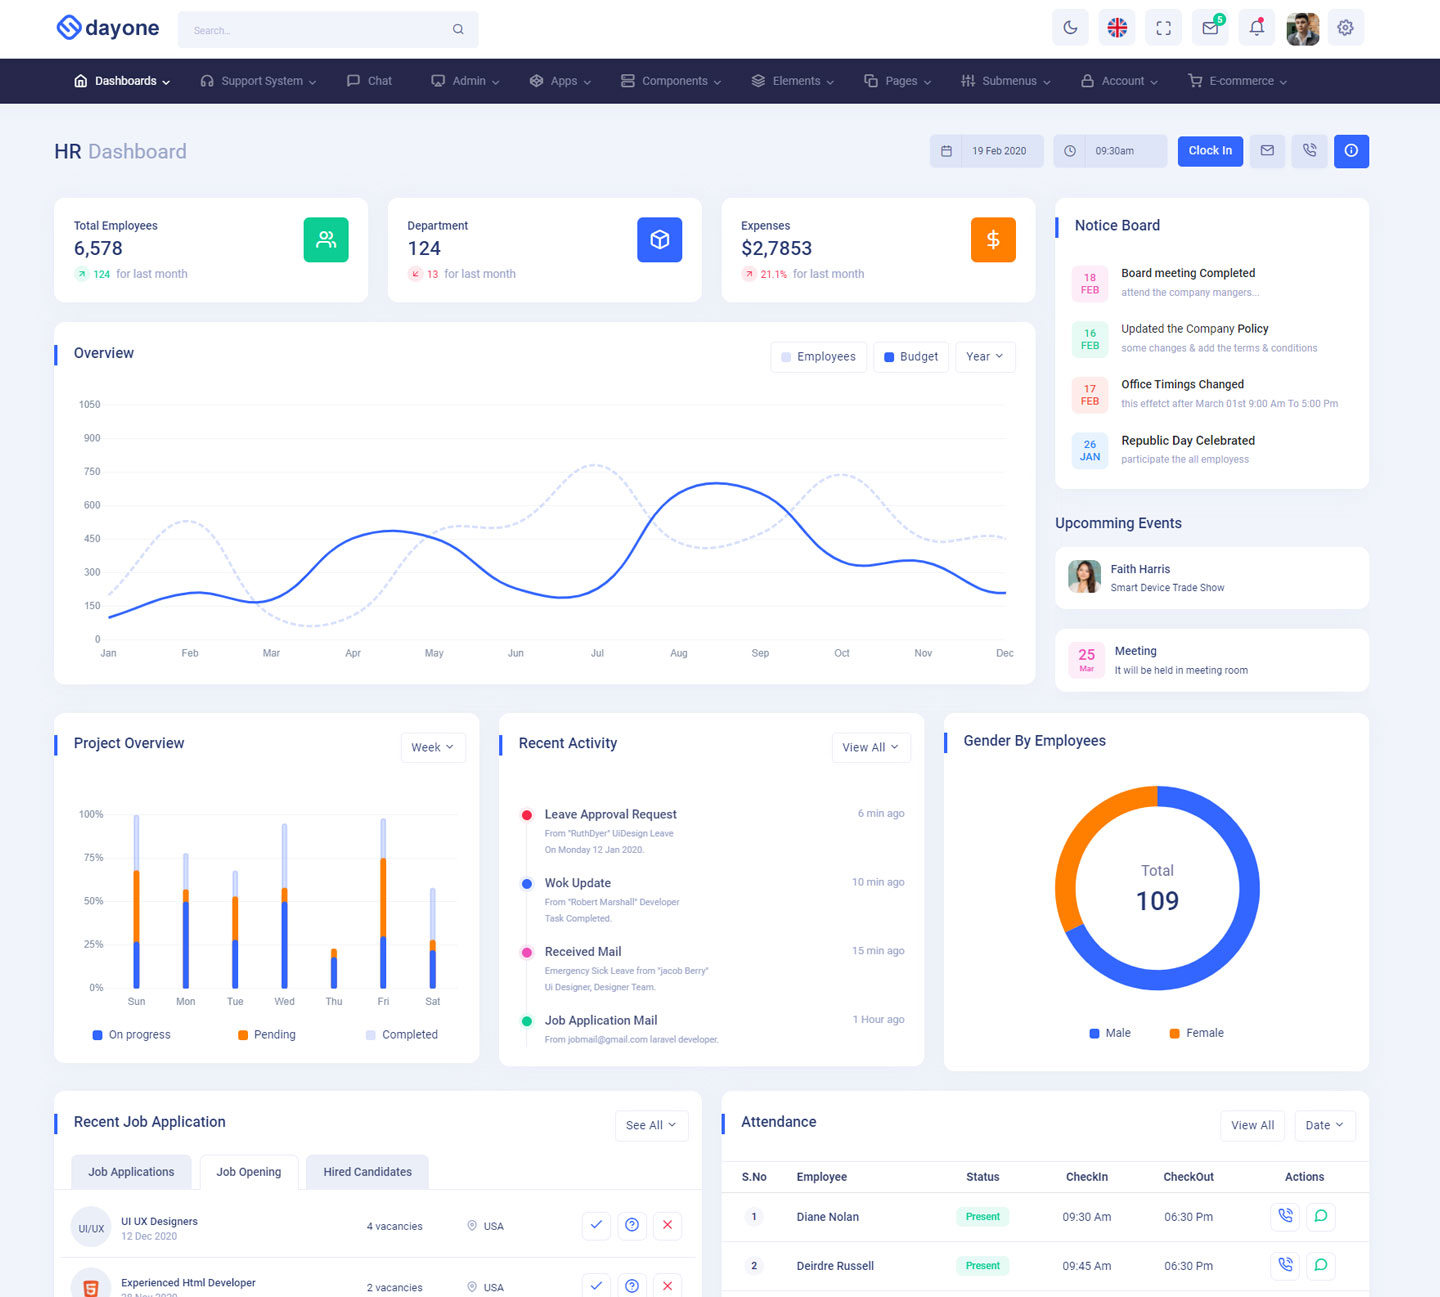 dayone
Search...
5
Dashboards
Support System
Chat
Admin
Apps
Components
Elements
Pages
Submenus
Account
E-commerce
HR Dashboard
19 Feb 2020
09:30am
Clock In
Total Employees
6,578
124 for last month
Department
124
13 for last month
Expenses
$2,7853
21.1% for last month
Notice Board
18 FEB
Board meeting Completed
attend the company mangers...
16 FEB
Updated the Company Policy
some changes & add the terms & conditions
17 FEB
Office Timings Changed
this effetct after March 01st 9:00 Am To 5:00 Pm
26 JAN
Republic Day Celebrated
participate the all employess
Overview
Employees
Budget
Year
1050
900
750
600
450
300
150
0
Jan Feb Mar Apr May Jun Jul Aug Sep Oct Nov Dec
Upcomming Events
Faith Harris
Smart Device Trade Show
25 Mar
Meeting
It will be held in meeting room
Project Overview
Week
100%
75%
50%
25%
0%
Sun Mon Tue Wed Thu Fri Sat
On progress
Pending
Completed
Recent Activity
View All
Leave Approval Request
6 min ago
From "RuthDyer" UiDesign Leave
On Monday 12 Jan 2020.
Wok Update
10 min ago
From "Robert Marshall" Developer
Task Completed.
Received Mail
15 min ago
Emergency Sick Leave from "jacob Berry"
Ui Designer, Designer Team.
Job Application Mail
1 Hour ago
From jobmail@gmail.com laravel developer.
Gender By Employees
Total
109
Male
Female
Recent Job Application
See All
Job Applications
Job Opening
Hired Candidates
UI/UX
UI UX Designers
12 Dec 2020
4 vacancies
USA
Experienced Html Developer
28 Nov 2020
2 vacancies
USA
Attendance
View All
Date
S.No Employee Status CheckIn CheckOut Actions
1 Diane Nolan Present 09:30 Am 06:30 Pm
2 Deirdre Russell Present 09:45 Am 06:30 Pm